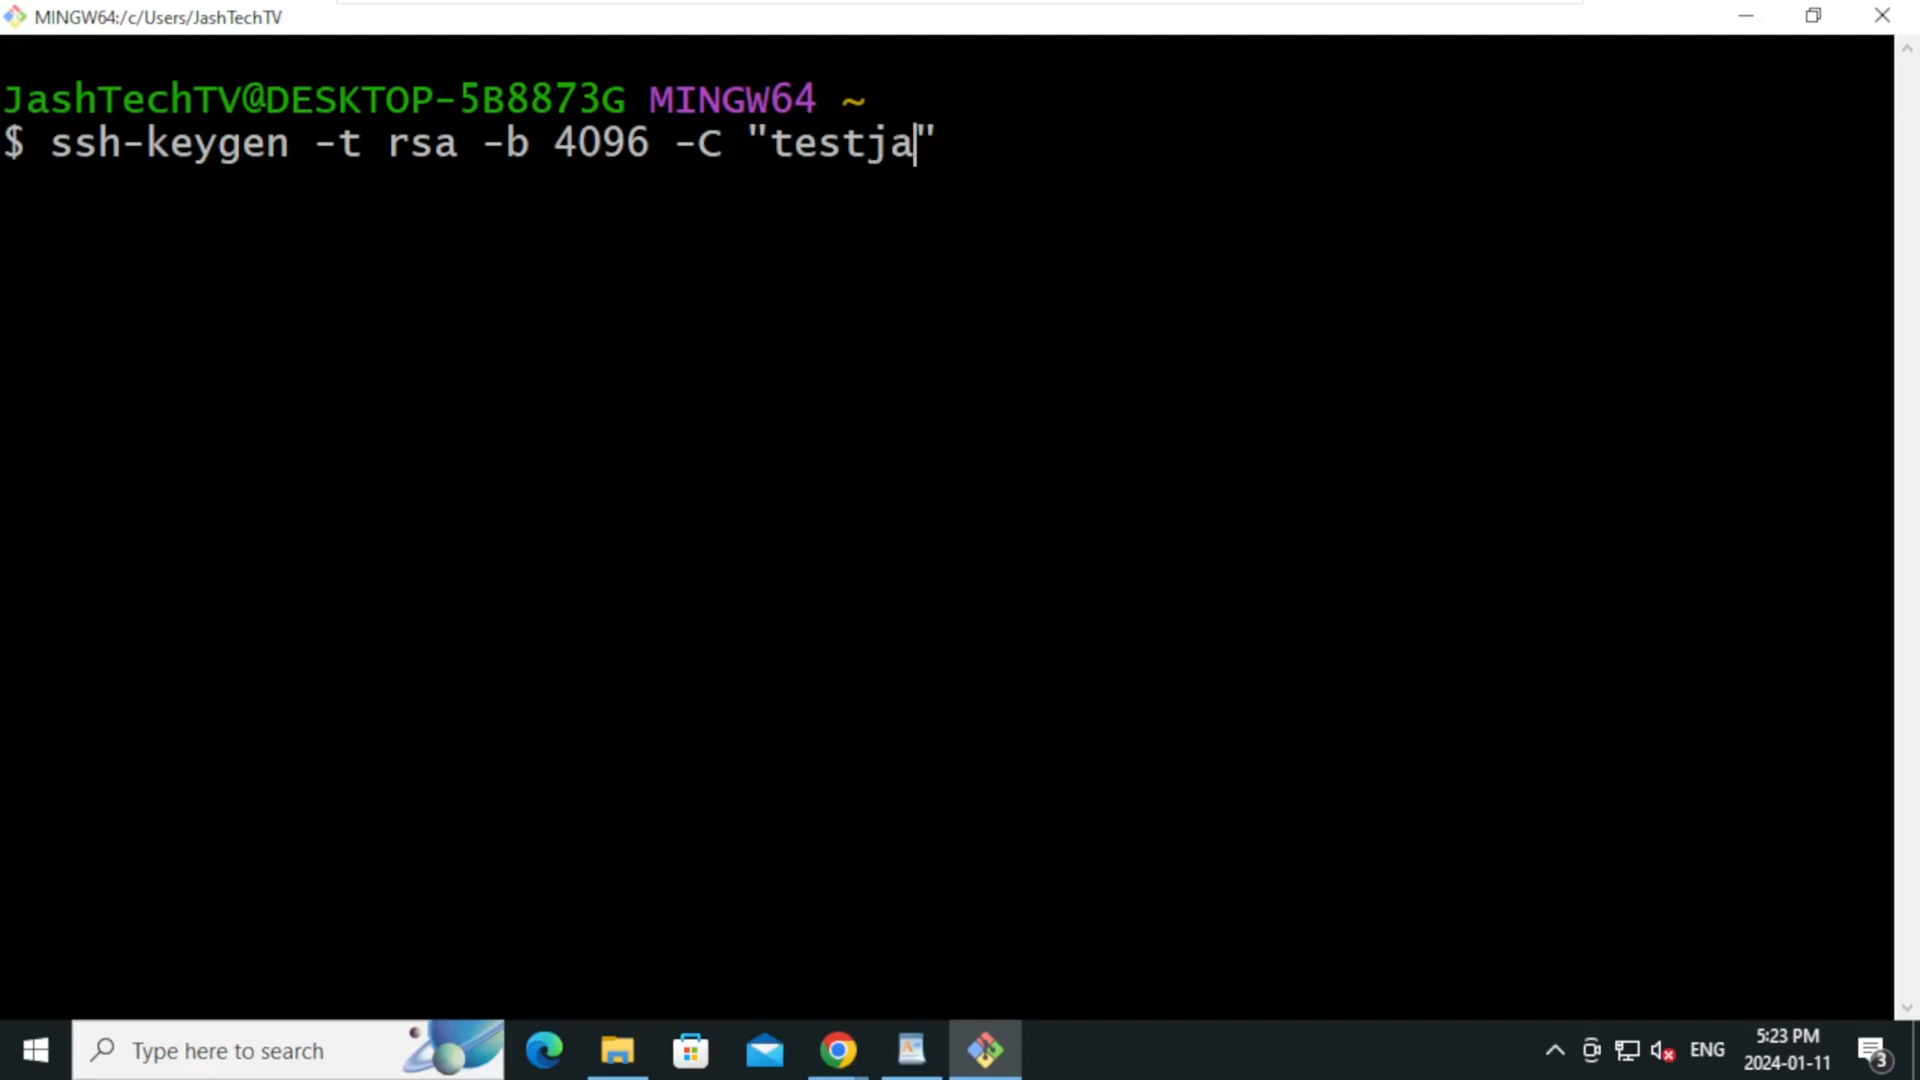 MINGW64:/c/Users/JashTechTV
JashTechTV@DESKTOP-5B8873G MINGW64 ~
$ ssh-keygen -t rsa -b 4096 -C "testja"
Type here to search
ENG
5:23 PM
2024-01-11
3